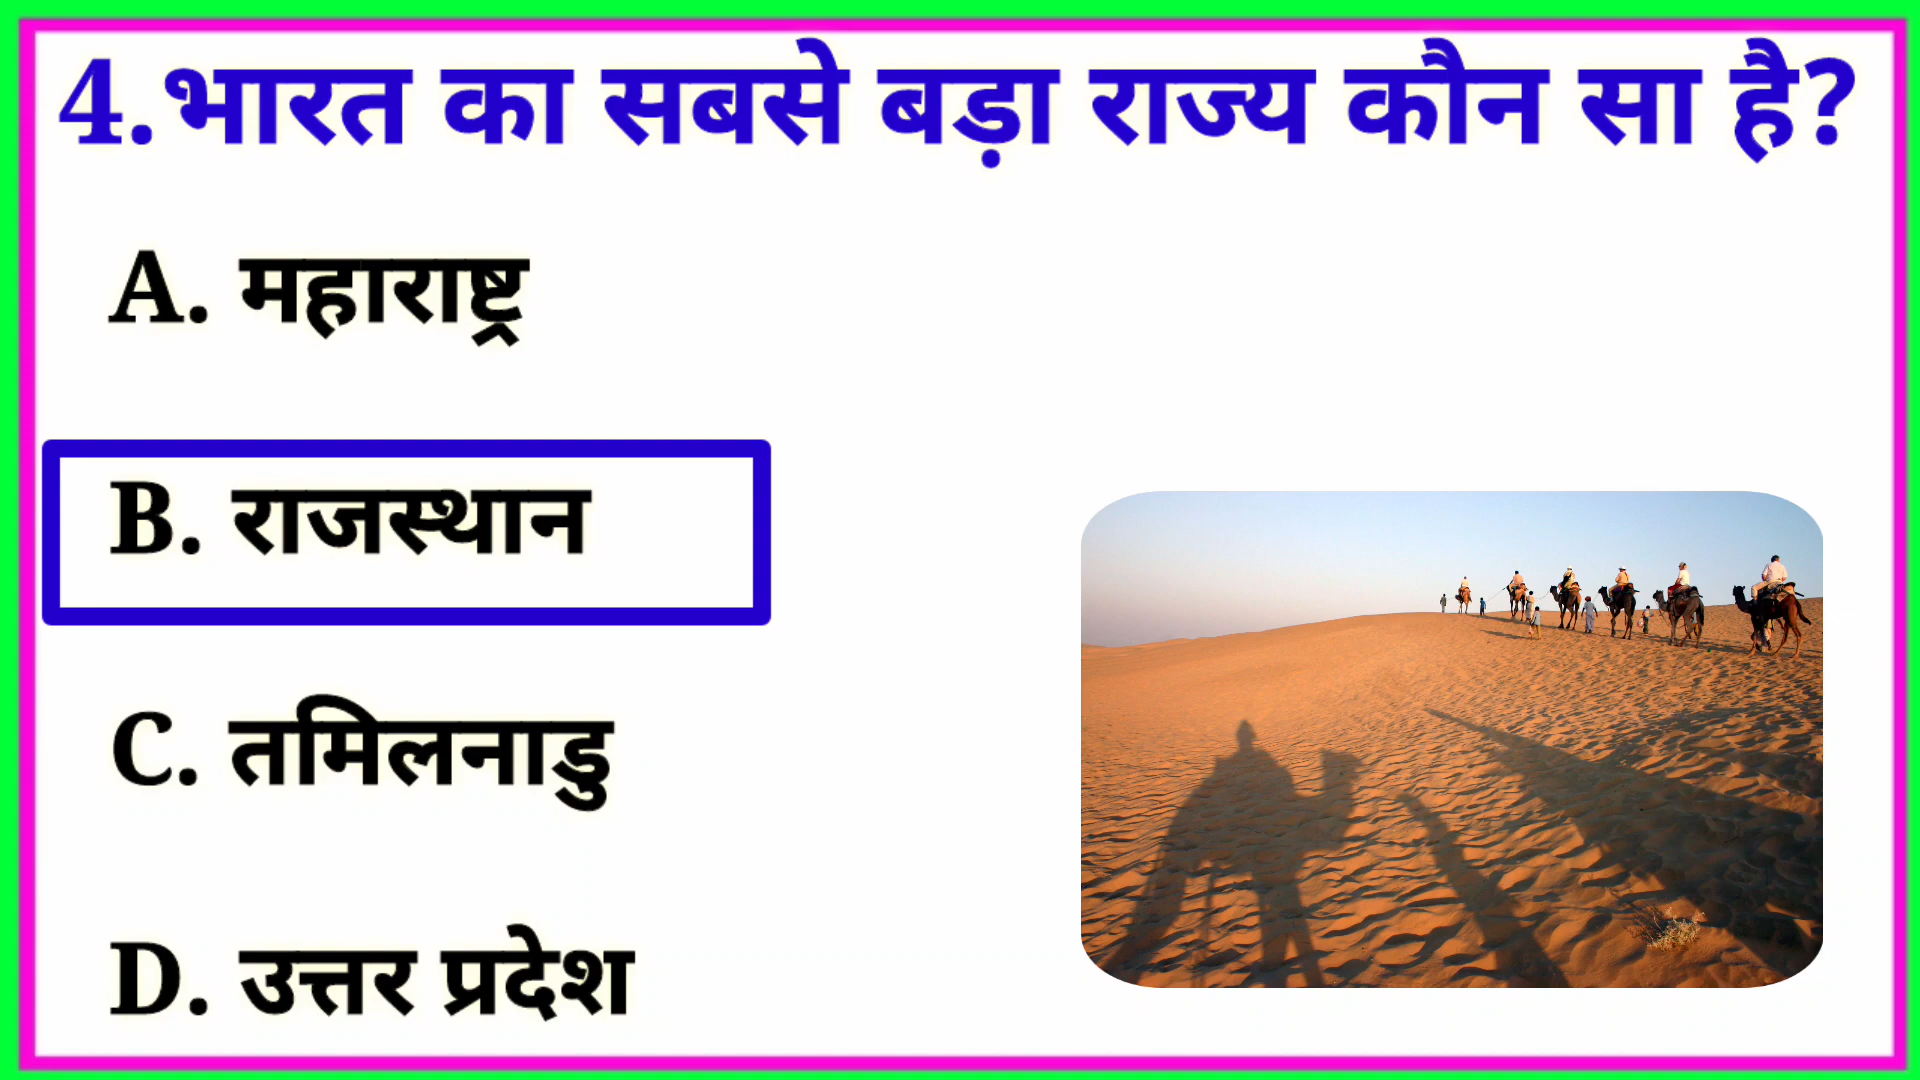 4.भारत का सबसे बड़ा राज्य कौन सा है?
A. महाराष्ट्र
B. राजस्थान
C. तमिलनाडु
D. उत्तर प्रदेश